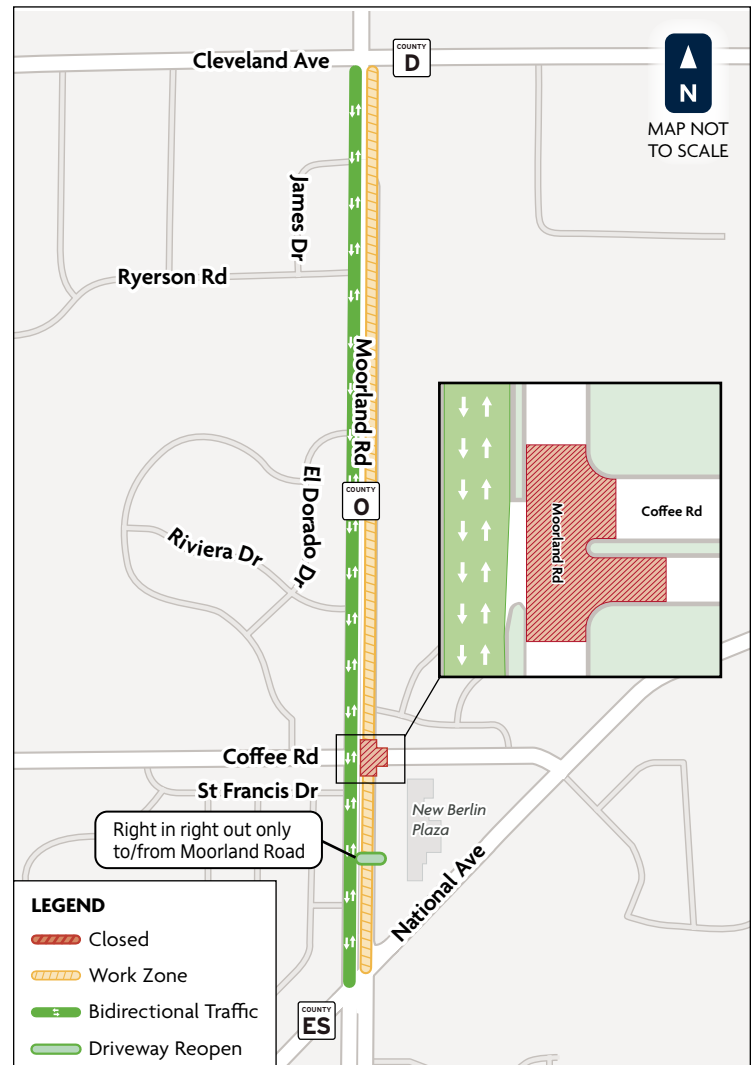 Cleveland Ave
COUNTY
D
N
MAP NOT
TO SCALE
James Dr
Ryerson Rd
Moorland Rd
El Dorado Dr
COUNTY
O
Riviera Dr
Moorland Rd
Coffee Rd
Coffee Rd
St Francis Dr
New Berlin
Plaza
Right in right out only
to/from Moorland Road
National Ave
LEGEND
Closed
Work Zone
Bidirectional Traffic
Driveway Reopen
COUNTY
ES